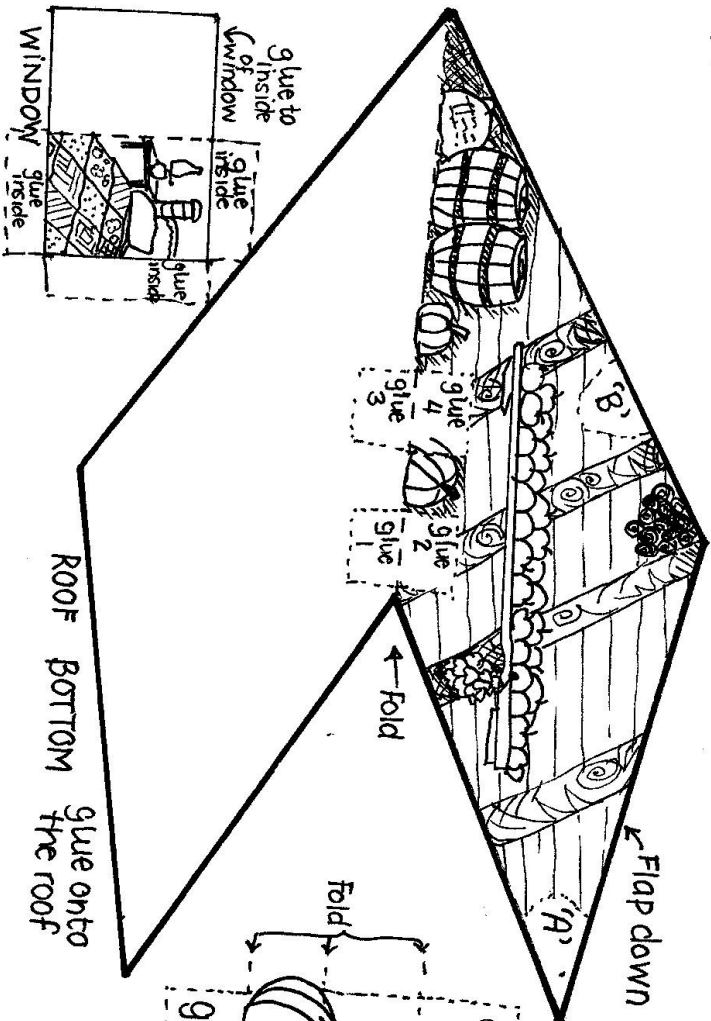 glue to
inside
of
window
WINDOW
glue
inside
glue
inside
glue
inside
'B'
glue
4
glue
3
glue
2
glue
1
← Fold
← Flap down
'A'
ROOF BOTTOM
glue onto
the roof
Fold